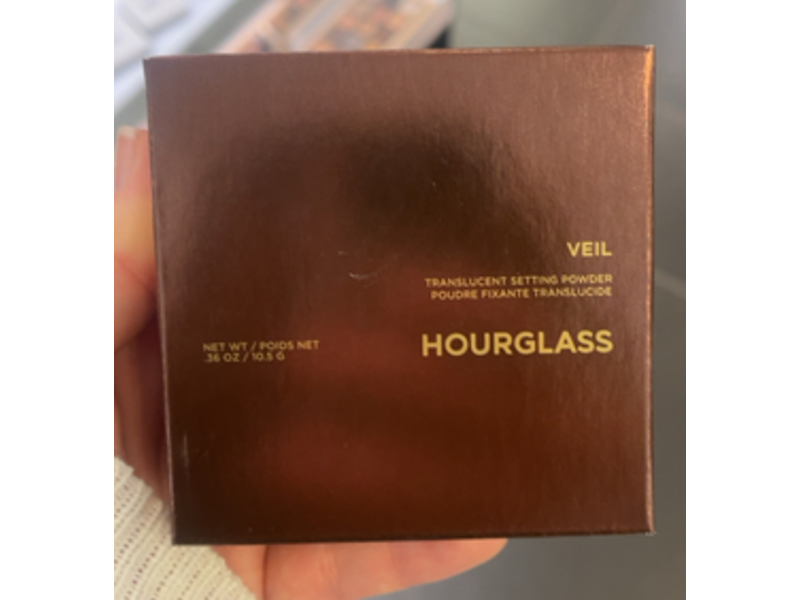 VEIL
TRANSLUCENT SETTING POWDER
POUDRE FIXANTE TRANSLUCIDE
HOURGLASS
NET WT / POIDS NET
.36 OZ / 10.5 G